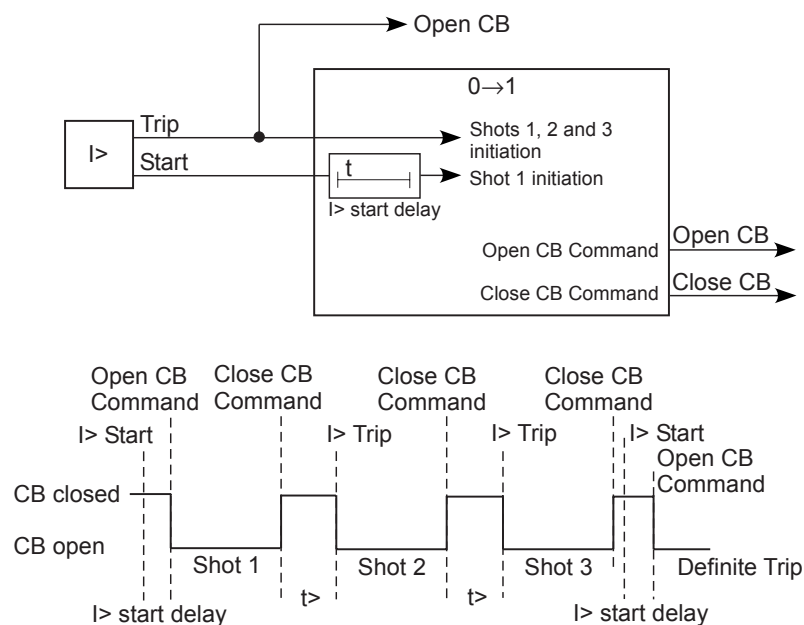 Open CB
0→1
Trip
I>
Start
Shots 1, 2 and 3
initiation
t
Shot 1 initiation
I> start delay
Open CB Command
Open CB
Close CB Command
Close CB
Open CB
Command
Close CB
Command
Close CB
Command
Close CB
Command
I> Start
I> Trip
I> Trip
I> Start
Open CB
Command
CB closed
CB open
Shot 1
Shot 2
Shot 3
Definite Trip
t>
t>
I> start delay
I> start delay